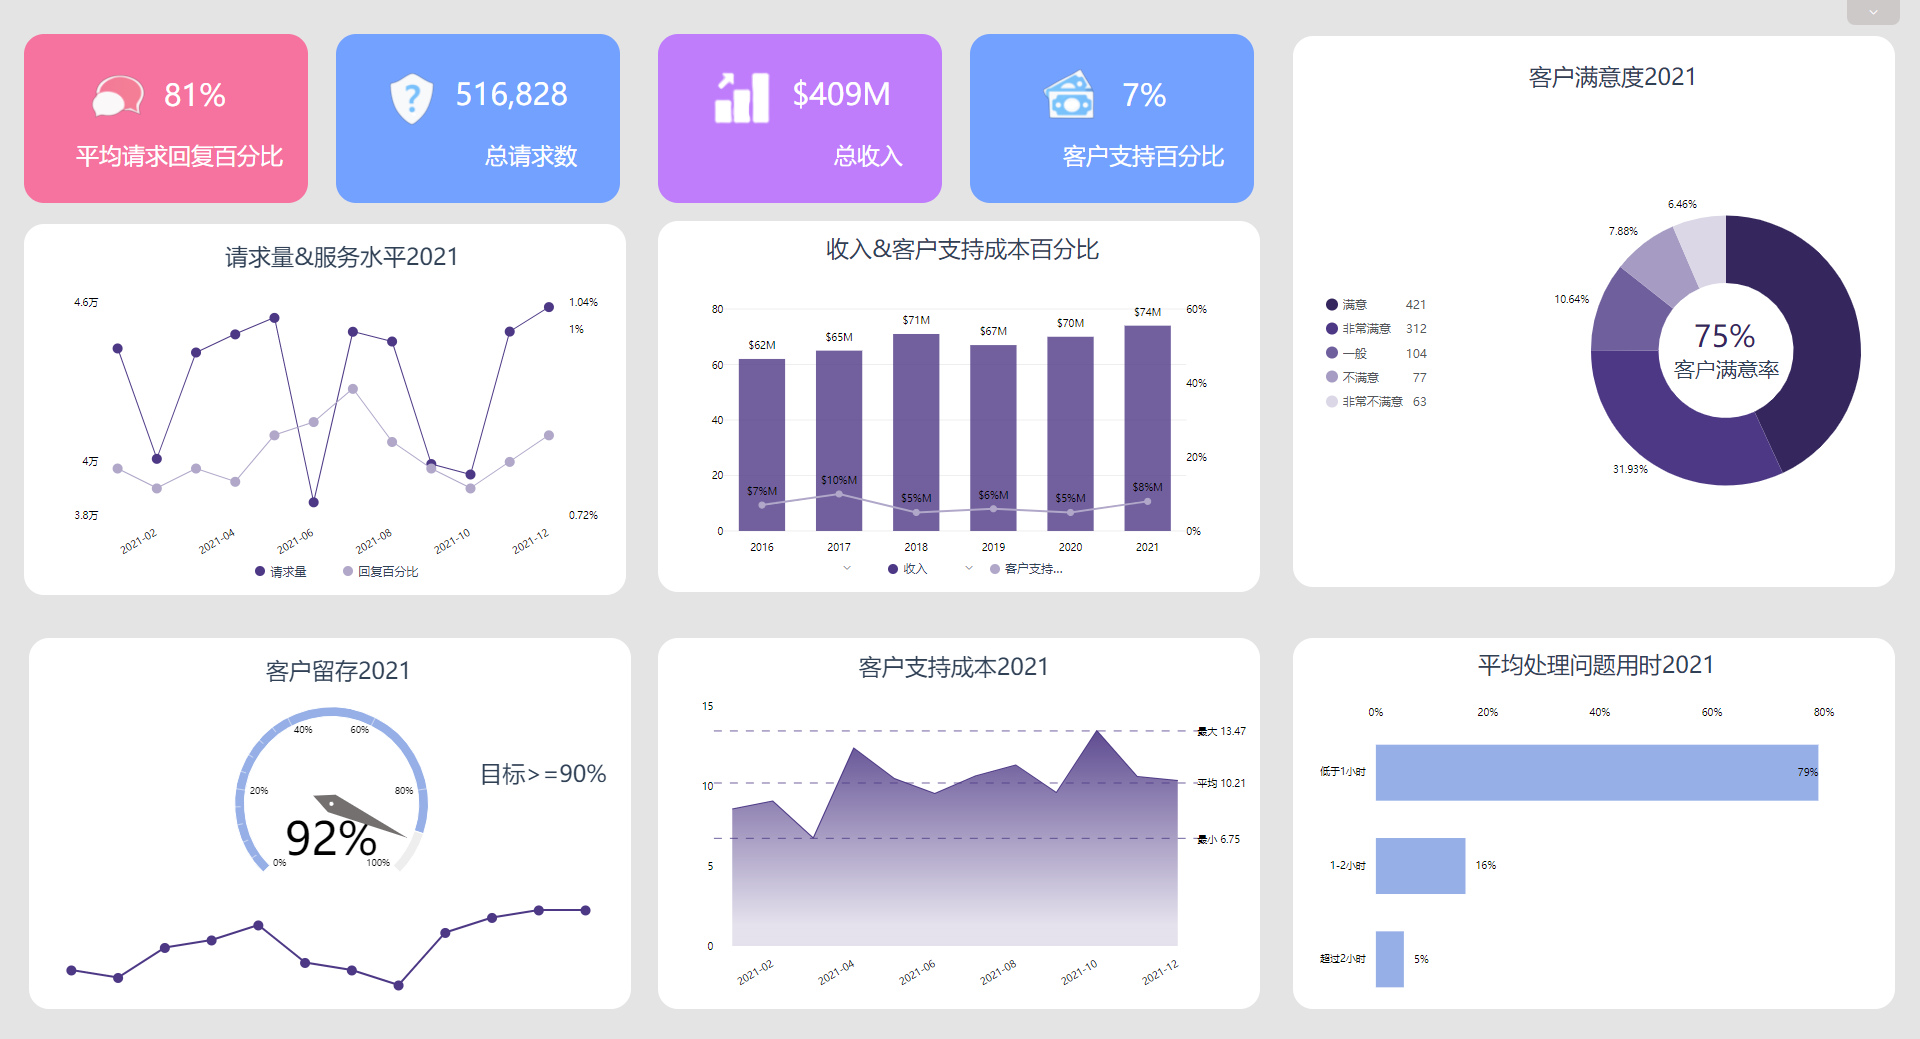 81%
平均请求回复百分比
516,828
总请求数
$409M
总收入
7%
客户支持百分比
客户满意度2021
满意 421
非常满意 312
一般 104
不满意 77
非常不满意 63
6.46%
7.88%
10.64%
31.93%
75%
客户满意率
请求量&服务水平2021
4.6万
4万
3.8万
1.04%
1%
0.72%
2021-02 2021-04 2021-06 2021-08 2021-10 2021-12
请求量 回复百分比
收入&客户支持成本百分比
80
60
40
20
0
60%
40%
20%
0%
$62M $65M $71M $67M $70M $74M
$7%M $10%M $5%M $6%M $5%M $8%M
2016 2017 2018 2019 2020 2021
收入 客户支持...
客户留存2021
0%
20%
40%
60%
80%
100%
92%
目标>=90%
客户支持成本2021
15
10
5
0
最大 13.47
平均 10.21
最小 6.75
2021-02 2021-04 2021-06 2021-08 2021-10 2021-12
平均处理问题用时2021
0% 20% 40% 60% 80%
低于1小时 79%
1-2小时 16%
超过2小时 5%